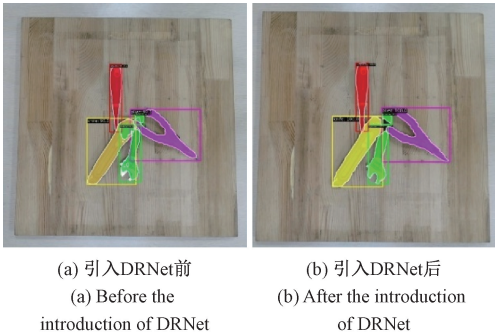 (a) 引入DRNet前
(a) Before the
introduction of DRNet
(b) 引入DRNet后
(b) After the introduction
of DRNet